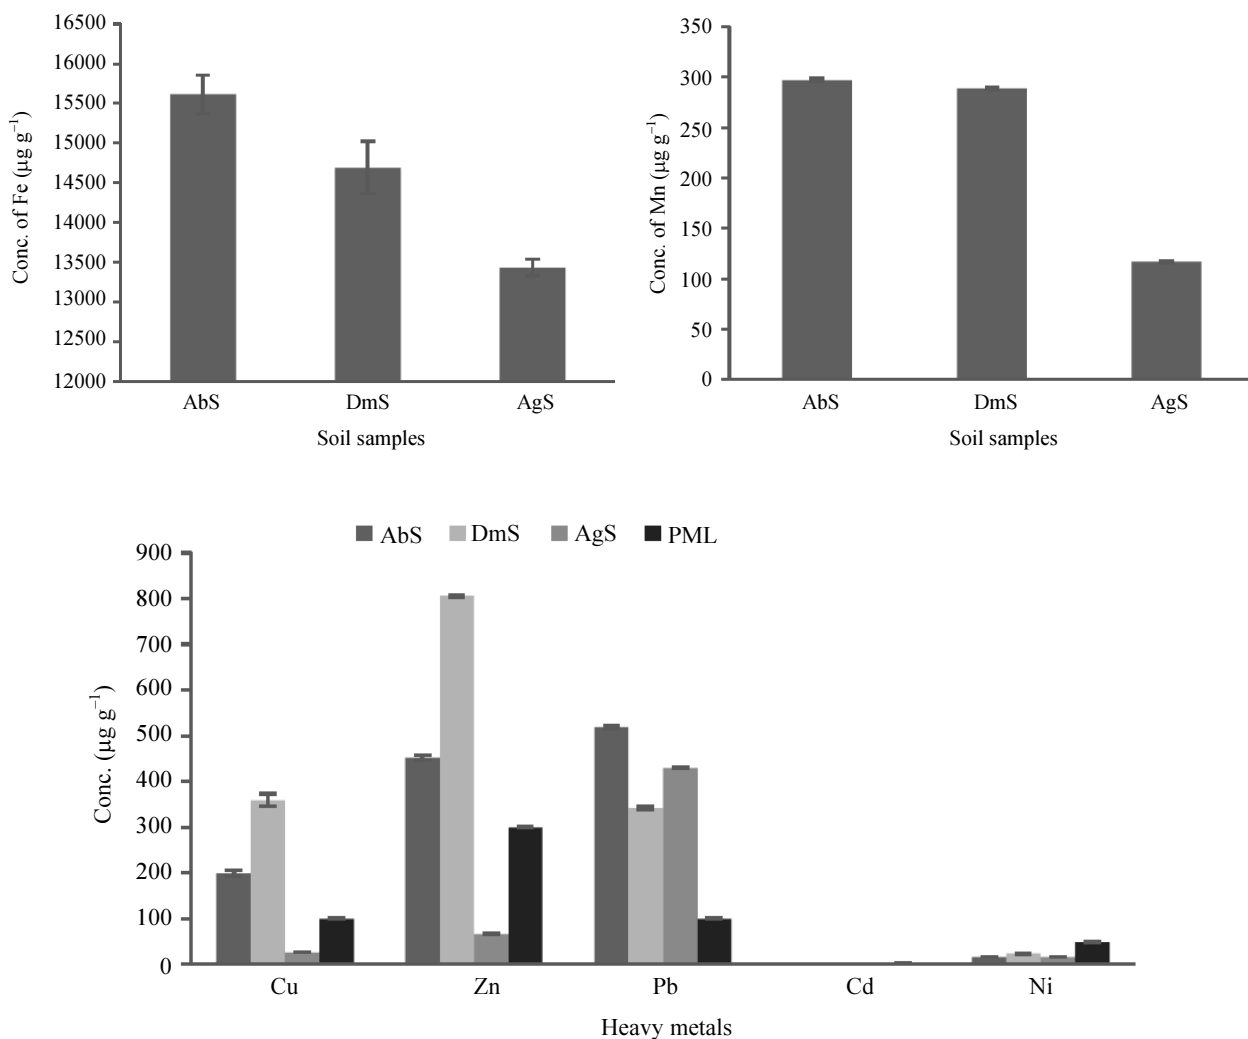 16500
16000
15500
15000
14500
14000
13500
13000
12500
12000
Conc. of Fe (µg g⁻¹)
AbS DmS AgS
Soil samples
350
300
250
200
150
100
50
0
Conc. of Mn (µg g⁻¹)
AbS DmS AgS
Soil samples
AbS DmS AgS PML
900
800
700
600
500
400
300
200
100
0
Conc. (µg g⁻¹)
Cu Zn Pb Cd Ni
Heavy metals